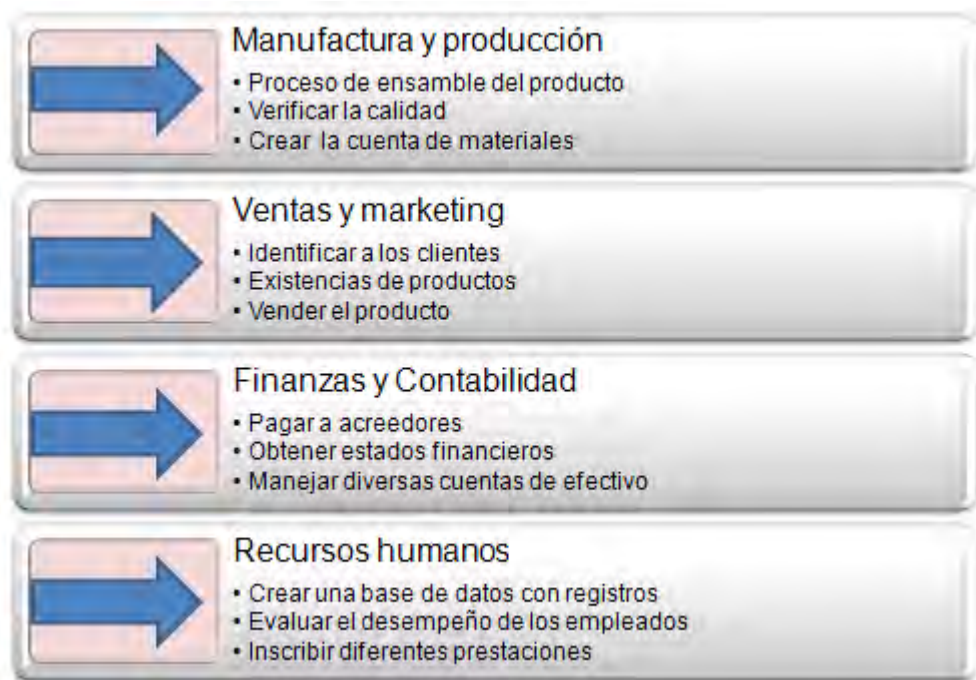 Manufactura y producción
• Proceso de ensamble del producto
• Verificar la calidad
• Crear la cuenta de materiales
Ventas y marketing
• Identificar a los clientes
• Existencias de productos
• Vender el producto
Finanzas y Contabilidad
• Pagar a acreedores
• Obtener estados financieros
• Manejar diversas cuentas de efectivo
Recursos humanos
• Crear una base de datos con registros
• Evaluar el desempeño de los empleados
• Inscribir diferentes prestaciones